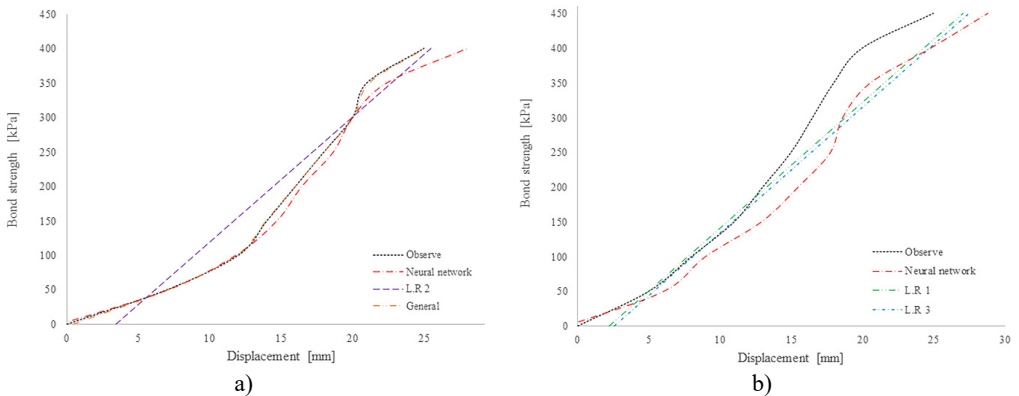 450
400
350
300
250
200
150
100
50
0
Bond strength [kPa]
0 5 10 15 20 25
Displacement [mm]
Observe
Neural network
L.R 2
General
a)
450
400
350
300
250
200
150
100
50
0
Bond strength [kPa]
0 5 10 15 20 25 30
Displacement [mm]
Observe
Neural network
L.R 1
L.R 3
b)